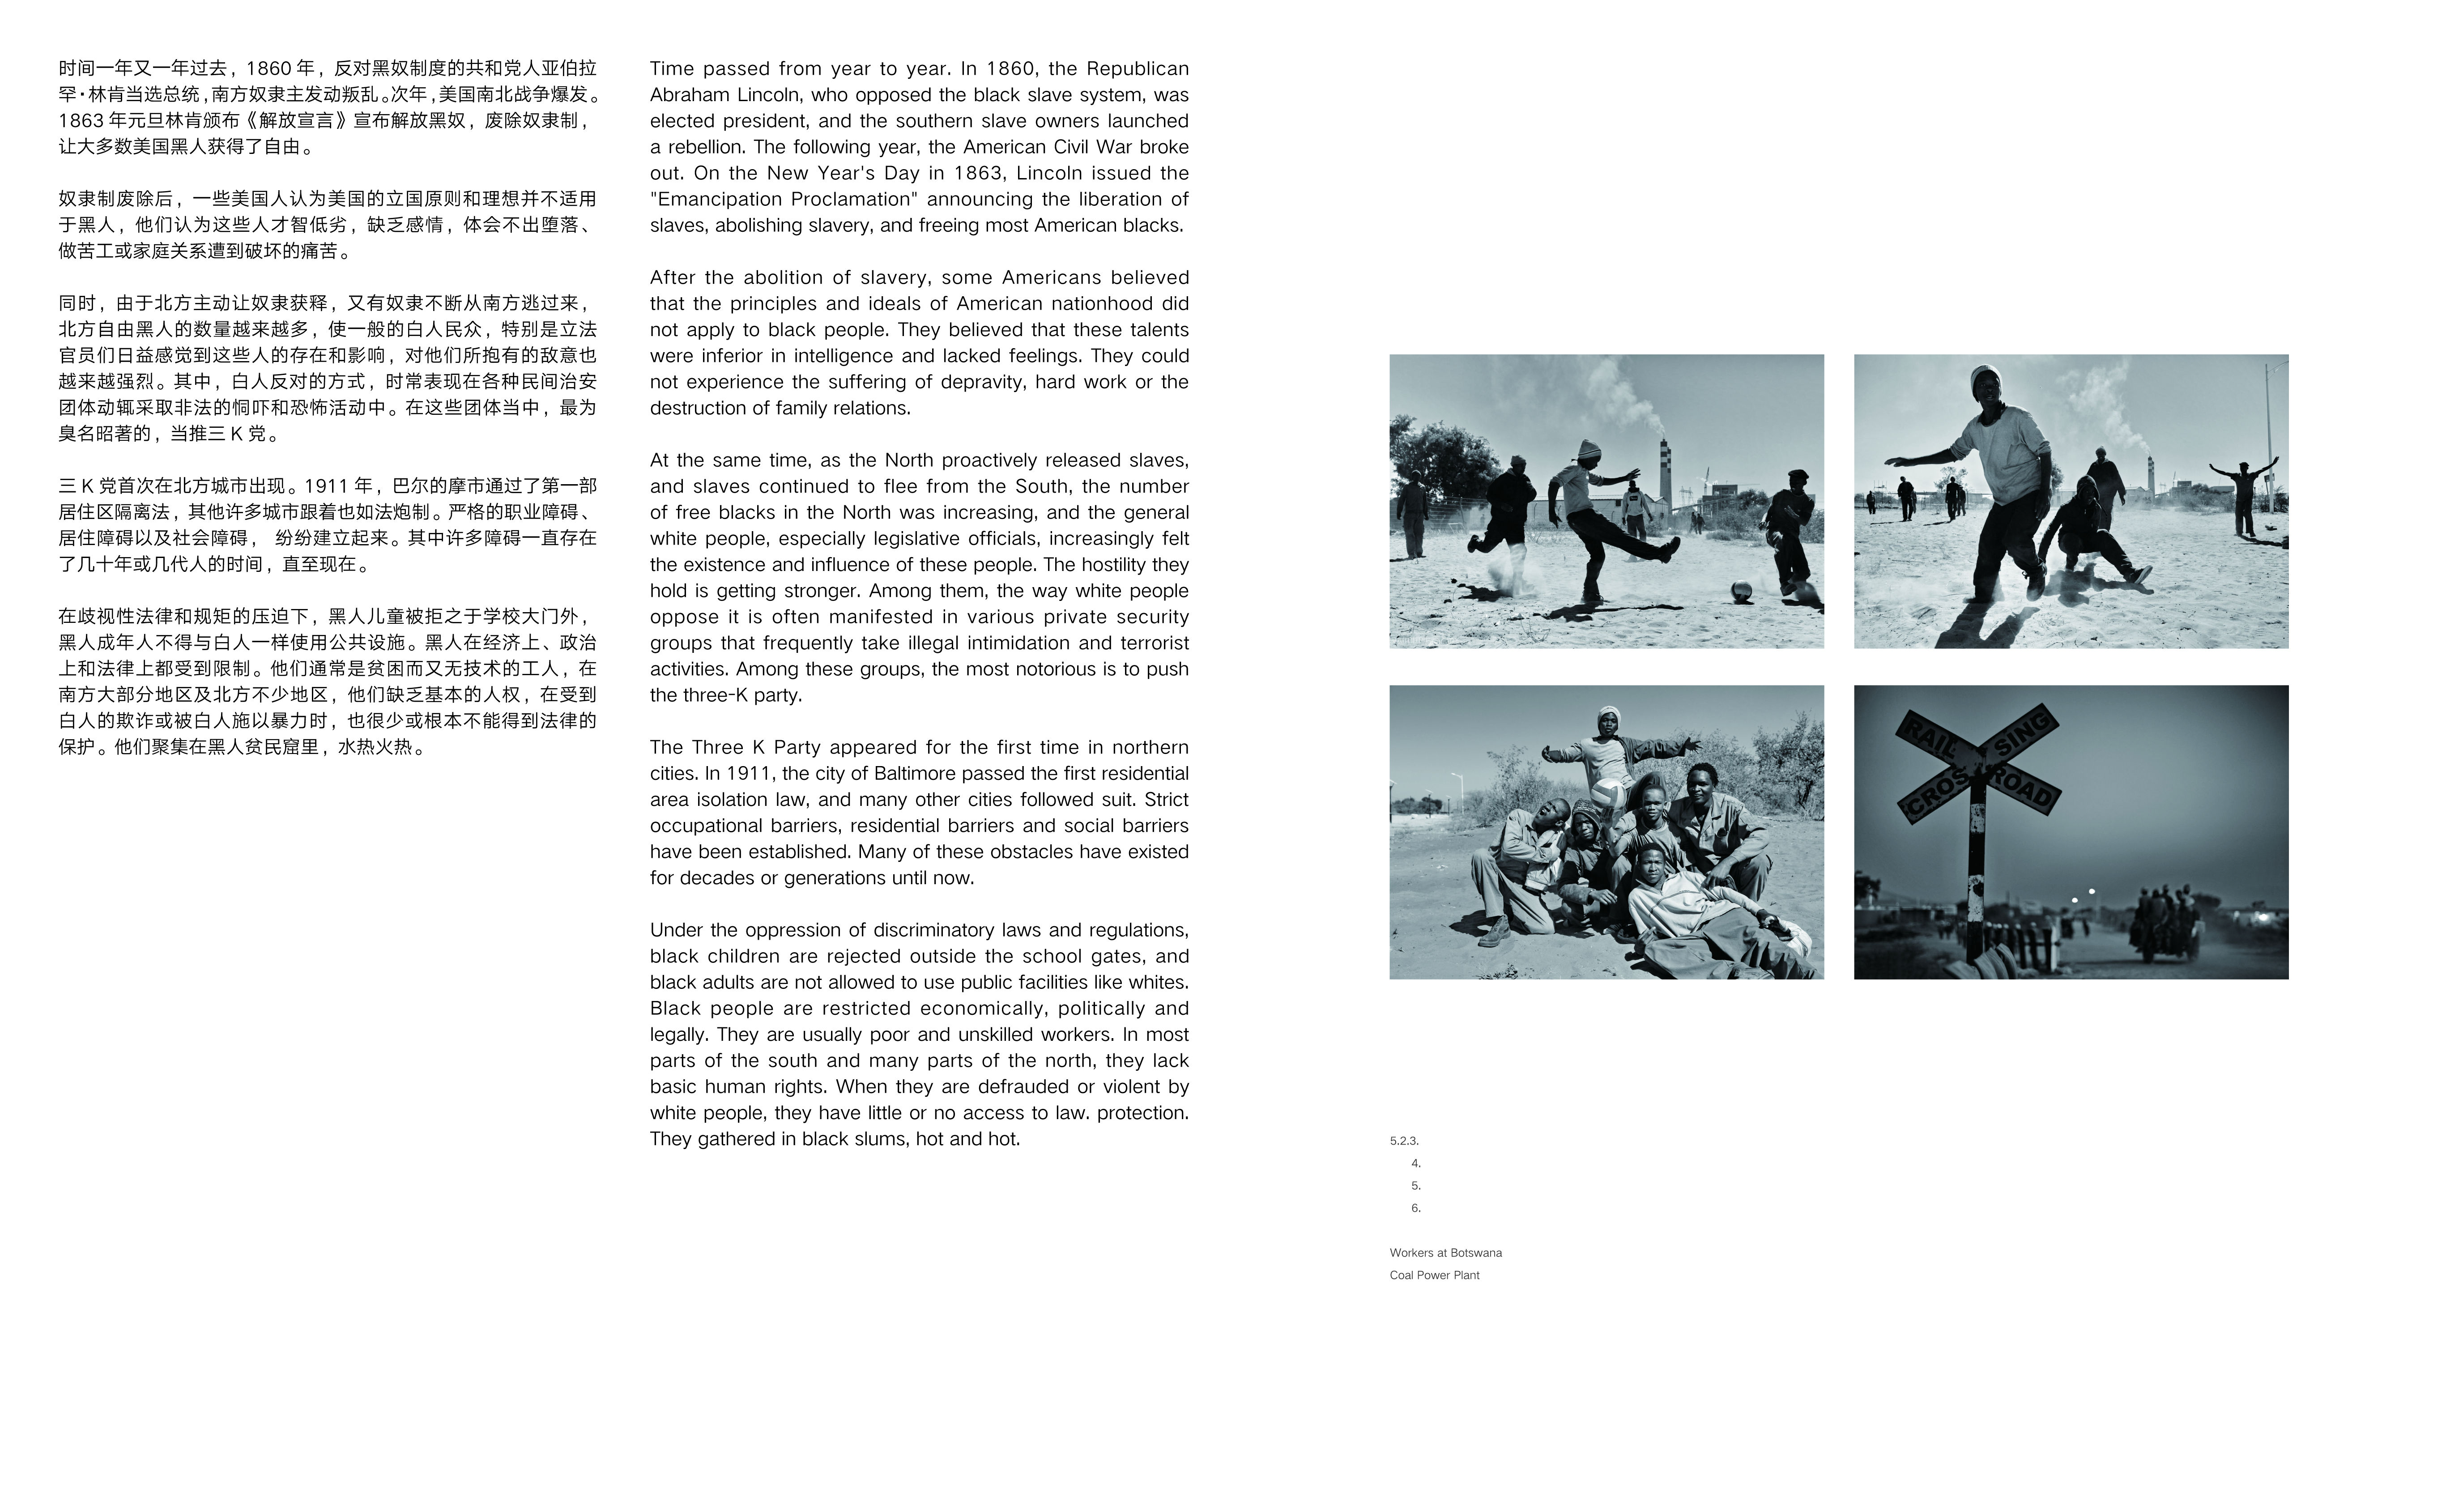 时间一年又一年过去，1860 年，反对黑奴制度的共和党人亚伯拉
罕·林肯当选总统，南方奴隶主发动叛乱。次年，美国南北战争爆发。
1863 年元旦林肯颁布《解放宣言》宣布解放黑奴，废除奴隶制，
让大多数美国黑人获得了自由。
奴隶制废除后，一些美国人认为美国的立国原则和理想并不适用
于黑人，他们认为这些人才智低劣，缺乏感情，体会不出堕落、
做苦工或家庭关系遭到破坏的痛苦。
同时，由于北方主动让奴隶获释，又有奴隶不断从南方逃过来，
北方自由黑人的数量越来越多，使一般的白人民众，特别是立法
官员们日益感觉到这些人的存在和影响，对他们所抱有的敌意也
越来越强烈。其中，白人反对的方式，时常表现在各种民间治安
团体动辄采取非法的恫吓和恐怖活动中。在这些团体当中，最为
臭名昭著的，当推三 K 党。
三 K 党首次在北方城市出现。1911 年，巴尔的摩市通过了第一部
居住区隔离法，其他许多城市跟着也如法炮制。严格的职业障碍、
居住障碍以及社会障碍， 纷纷建立起来。其中许多障碍一直存在
了几十年或几代人的时间，直至现在。
在歧视性法律和规矩的压迫下，黑人儿童被拒之于学校大门外，
黑人成年人不得与白人一样使用公共设施。黑人在经济上、政治
上和法律上都受到限制。他们通常是贫困而又无技术的工人，在
南方大部分地区及北方不少地区，他们缺乏基本的人权，在受到
白人的欺诈或被白人施以暴力时，也很少或根本不能得到法律的
保护。他们聚集在黑人贫民窟里，水热火热。
Time passed from year to year. In 1860, the Republican
Abraham Lincoln, who opposed the black slave system, was
elected president, and the southern slave owners launched
a rebellion. The following year, the American Civil War broke
out. On the New Year's Day in 1863, Lincoln issued the
"Emancipation Proclamation" announcing the liberation of
slaves, abolishing slavery, and freeing most American blacks.
After the abolition of slavery, some Americans believed
that the principles and ideals of American nationhood did
not apply to black people. They believed that these talents
were inferior in intelligence and lacked feelings. They could
not experience the suffering of depravity, hard work or the
destruction of family relations.
At the same time, as the North proactively released slaves,
and slaves continued to flee from the South, the number
of free blacks in the North was increasing, and the general
white people, especially legislative officials, increasingly felt
the existence and influence of these people. The hostility they
hold is getting stronger. Among them, the way white people
oppose it is often manifested in various private security
groups that frequently take illegal intimidation and terrorist
activities. Among these groups, the most notorious is to push
the three-K party.
The Three K Party appeared for the first time in northern
cities. In 1911, the city of Baltimore passed the first residential
area isolation law, and many other cities followed suit. Strict
occupational barriers, residential barriers and social barriers
have been established. Many of these obstacles have existed
for decades or generations until now.
Under the oppression of discriminatory laws and regulations,
black children are rejected outside the school gates, and
black adults are not allowed to use public facilities like whites.
Black people are restricted economically, politically and
legally. They are usually poor and unskilled workers. In most
parts of the south and many parts of the north, they lack
basic human rights. When they are defrauded or violent by
white people, they have little or no access to law. protection.
They gathered in black slums, hot and hot.
RAIL SING
CROS ROAD
5.2.3.
4.
5.
6.
Workers at Botswana
Coal Power Plant